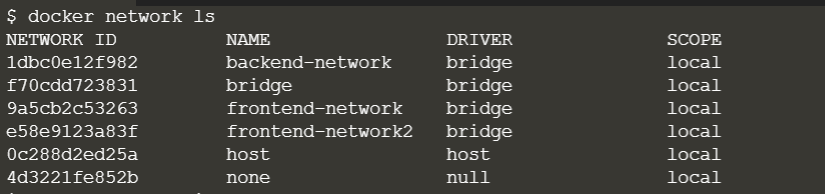 $ docker network ls
NETWORK ID          NAME                DRIVER              SCOPE
1dbc0e12f982        backend-network     bridge              local
f70cdd723831        bridge              bridge              local
9a5cb2c53263        frontend-network    bridge              local
e58e9123a83f        frontend-network2   bridge              local
0c288d2ed25a        host                host                local
4d3221fe852b        none                null                local